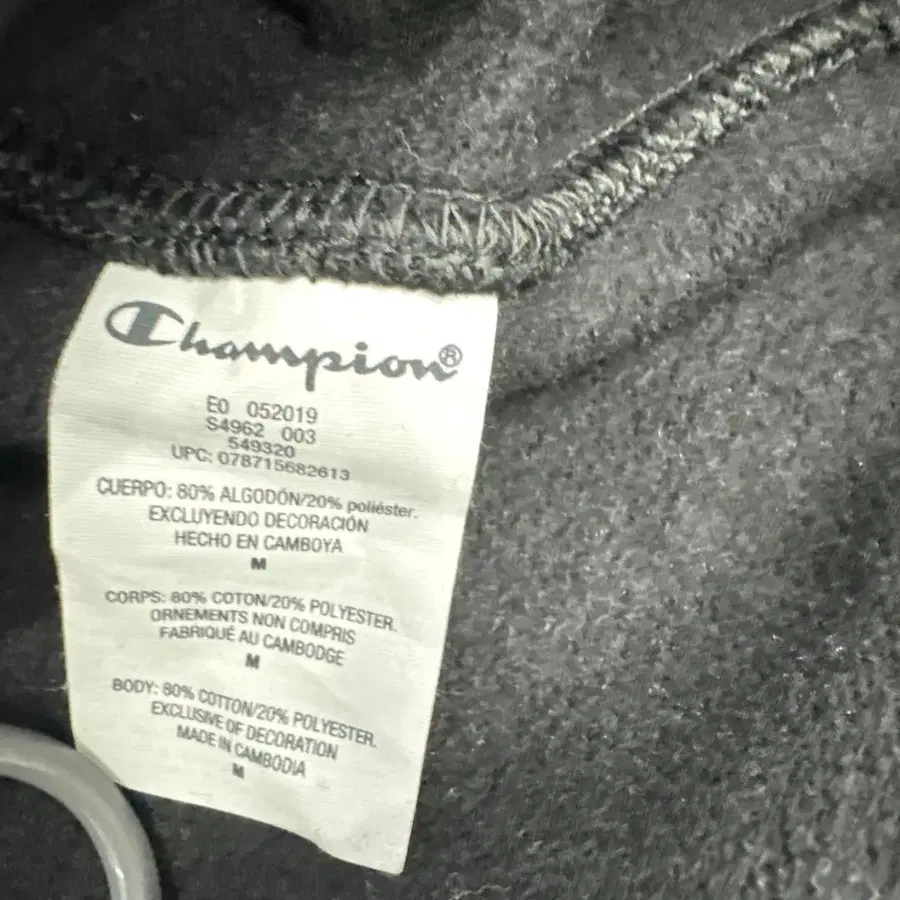 Champion®
E0 052019
S4962 003
549320
UPC: 078715682613
CUERPO: 80% ALGODÓN/20% poliéster.
EXCLUYENDO DECORACIÓN
HECHO EN CAMBOYA
M
CORPS: 80% COTON/20% POLYESTER.
ORNEMENTS NON COMPRIS
FABRIQUÉ AU CAMBODGE
M
BODY: 80% COTTON/20% POLYESTER.
EXCLUSIVE OF DECORATION
MADE IN CAMBODIA
M